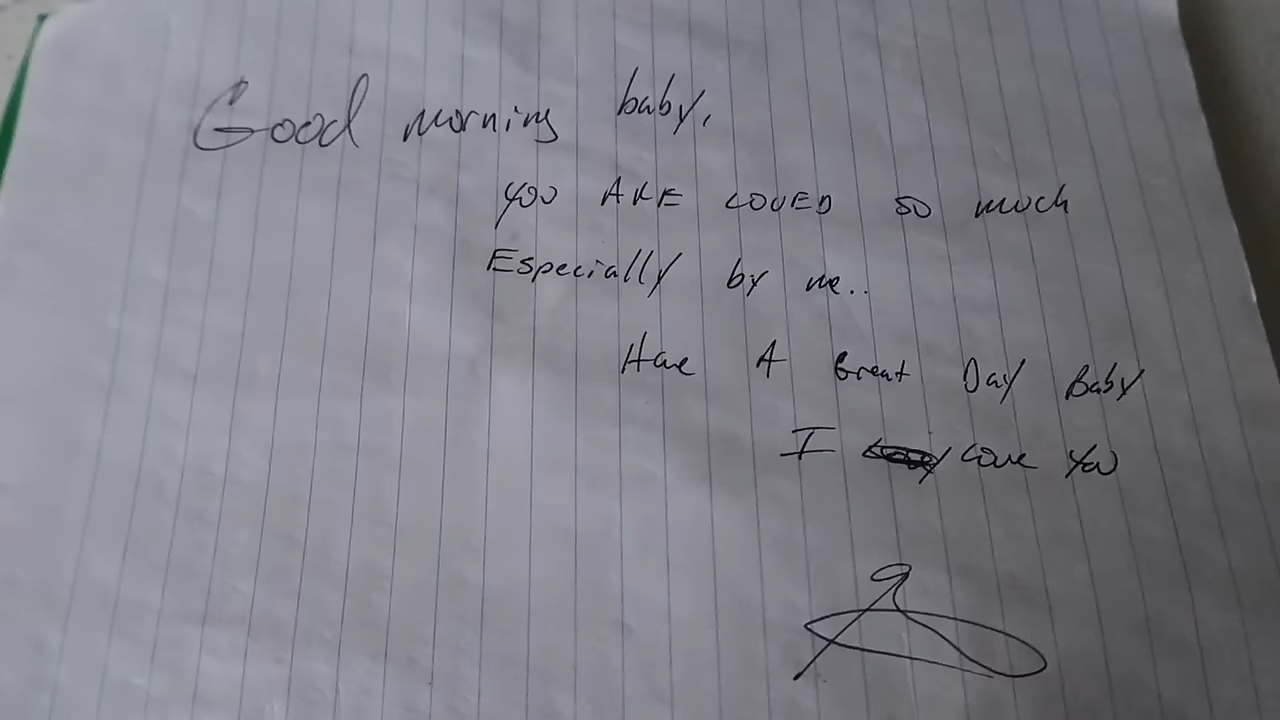 Good morning baby,
YOU ARE LOVED SO much
Especially by me..
Have A Great Day Baby
I Love You